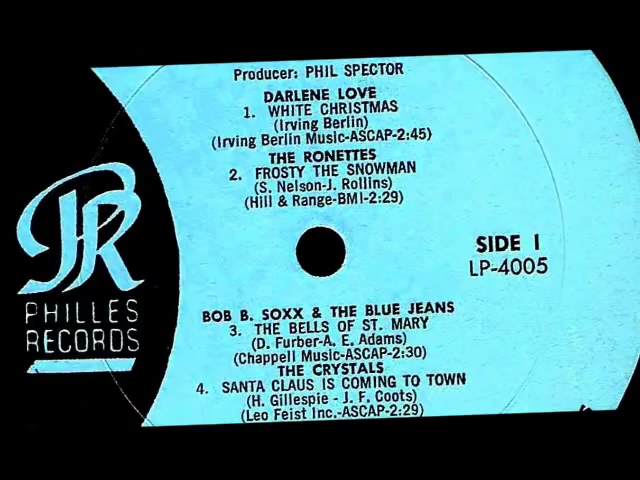 Producer: PHIL SPECTOR
DARLENE LOVE
1. WHITE CHRISTMAS
(Irving Berlin)
(Irving Berlin Music-ASCAP-2:45)
THE RONETTES
2. FROSTY THE SNOWMAN
(S. Nelson-J. Rollins)
(Hill & Range-BMI-2:29)
PR
PHILLES
RECORDS
SIDE I
LP-4005
BOB B. SOXX & THE BLUE JEANS
3. THE BELLS OF ST. MARY
(D. Furber-A. E. Adams)
(Chappell Music-ASCAP-2:30)
THE CRYSTALS
4. SANTA CLAUS IS COMING TO TOWN
(H. Gillespie - J. F. Coots)
(Leo Feist Inc.-ASCAP-2:29)